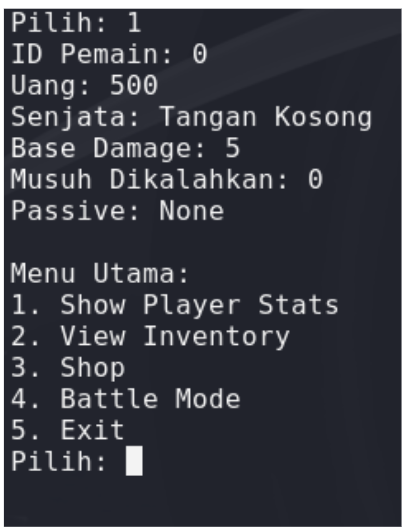 Pilih: 1
ID Pemain: 0
Uang: 500
Senjata: Tangan Kosong
Base Damage: 5
Musuh Dikalahkan: 0
Passive: None
Menu Utama:
1. Show Player Stats
2. View Inventory
3. Shop
4. Battle Mode
5. Exit
Pilih: